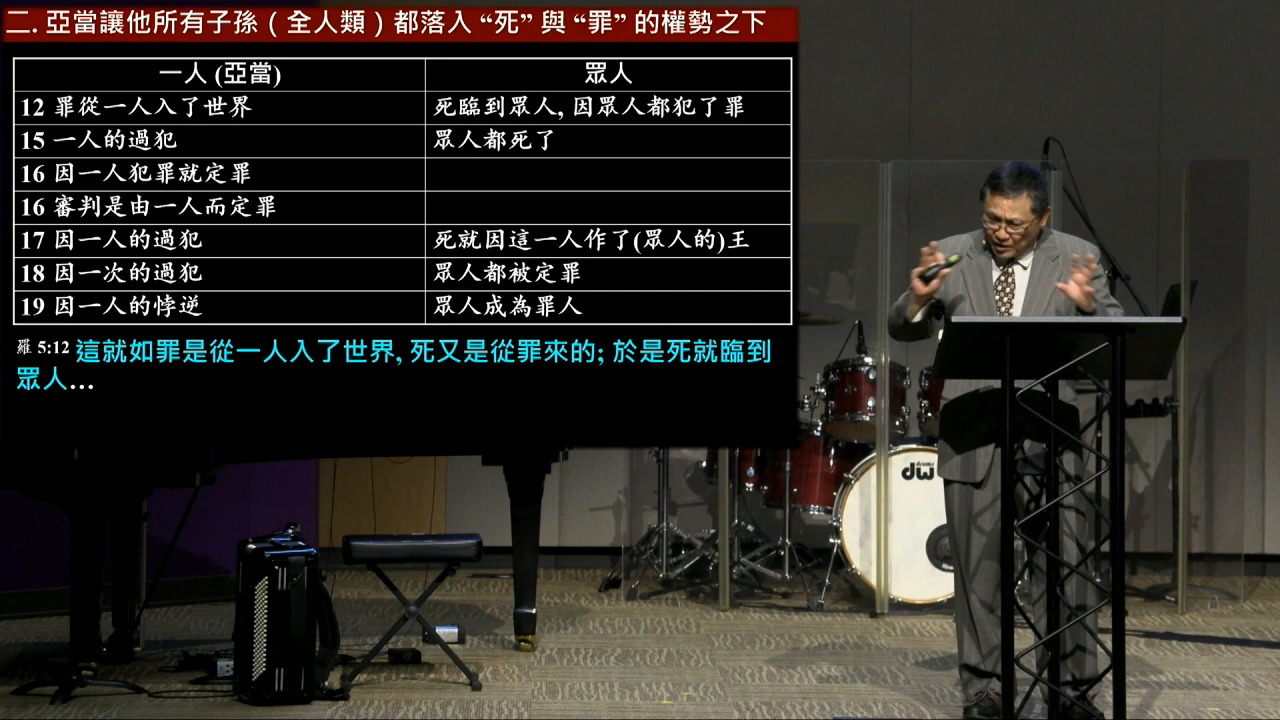 二. 亞當讓他所有子孫 ( 全人類 ) 都落入 “死” 與 “罪” 的權勢之下
一人 (亞當) 眾人
12 罪從一人入了世界 死臨到眾人, 因眾人都犯了罪
15 一人的過犯 眾人都死了
16 因一人犯罪就定罪
16 審判是由一人而定罪
17 因一人的過犯 死就因這一人作了(眾人的)王
18 因一次的過犯 眾人都被定罪
19 因一人的悖逆 眾人成為罪人
羅 5:12 這就如罪是從一人入了世界, 死又是從罪來的; 於是死就臨到
眾人…
drums
dw